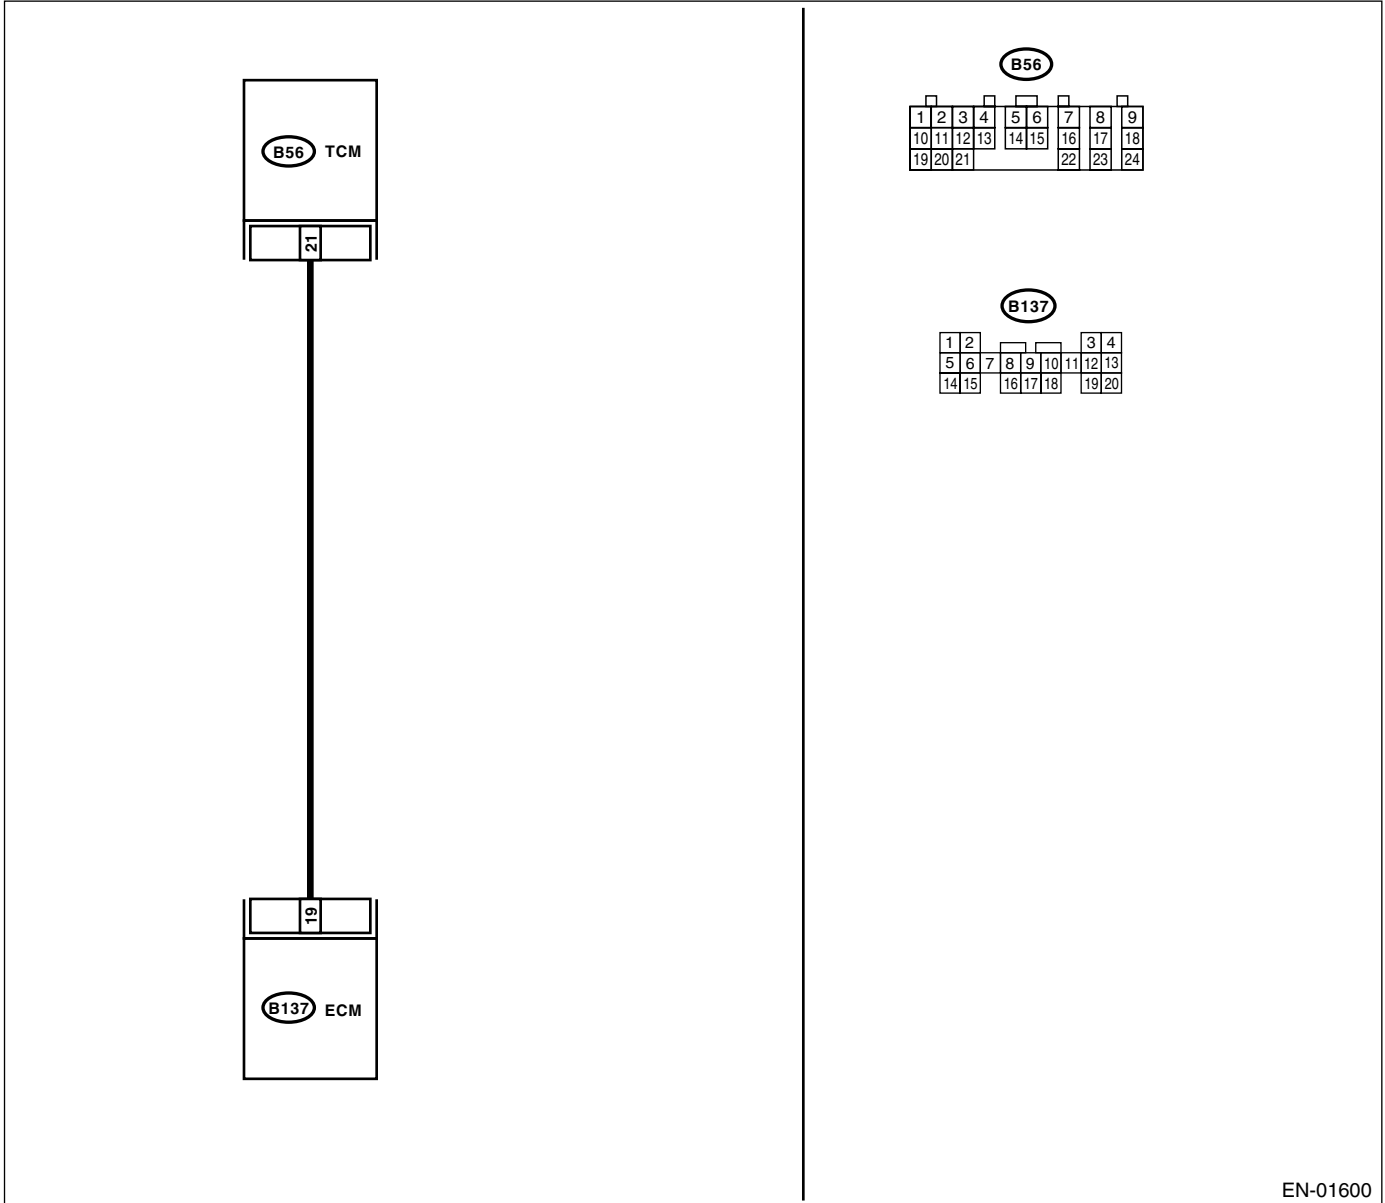 B56 TCM
21
19
B137 ECM
B56
1 2 3 4 5 6 7 8 9
10 11 12 13 14 15 16 17 18
19 20 21 22 23 24
B137
1 2 3 4
5 6 7 8 9 10 11 12 13
14 15 16 17 18 19 20
EN-01600